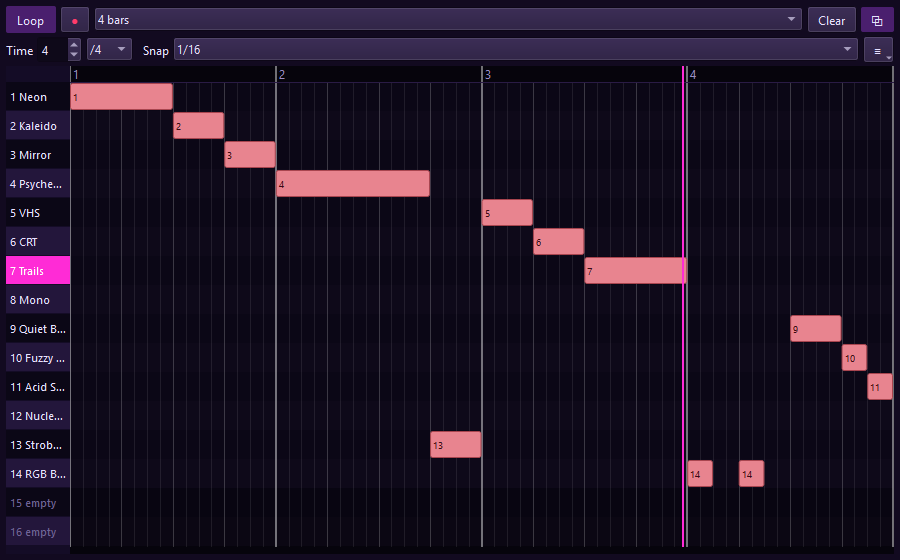 Loop 4 bars Clear
Time 4 /4 Snap 1/16
1 2 3 4
1 Neon 1
2 Kaleido 2
3 Mirror 3
4 Psyche... 4
5 VHS 5
6 CRT 6
7 Trails 7
8 Mono
9 Quiet B... 9
10 Fuzzy ... 10
11 Acid S... 11
12 Nucle...
13 Strob... 13
14 RGB B... 14 14
15 empty
16 empty